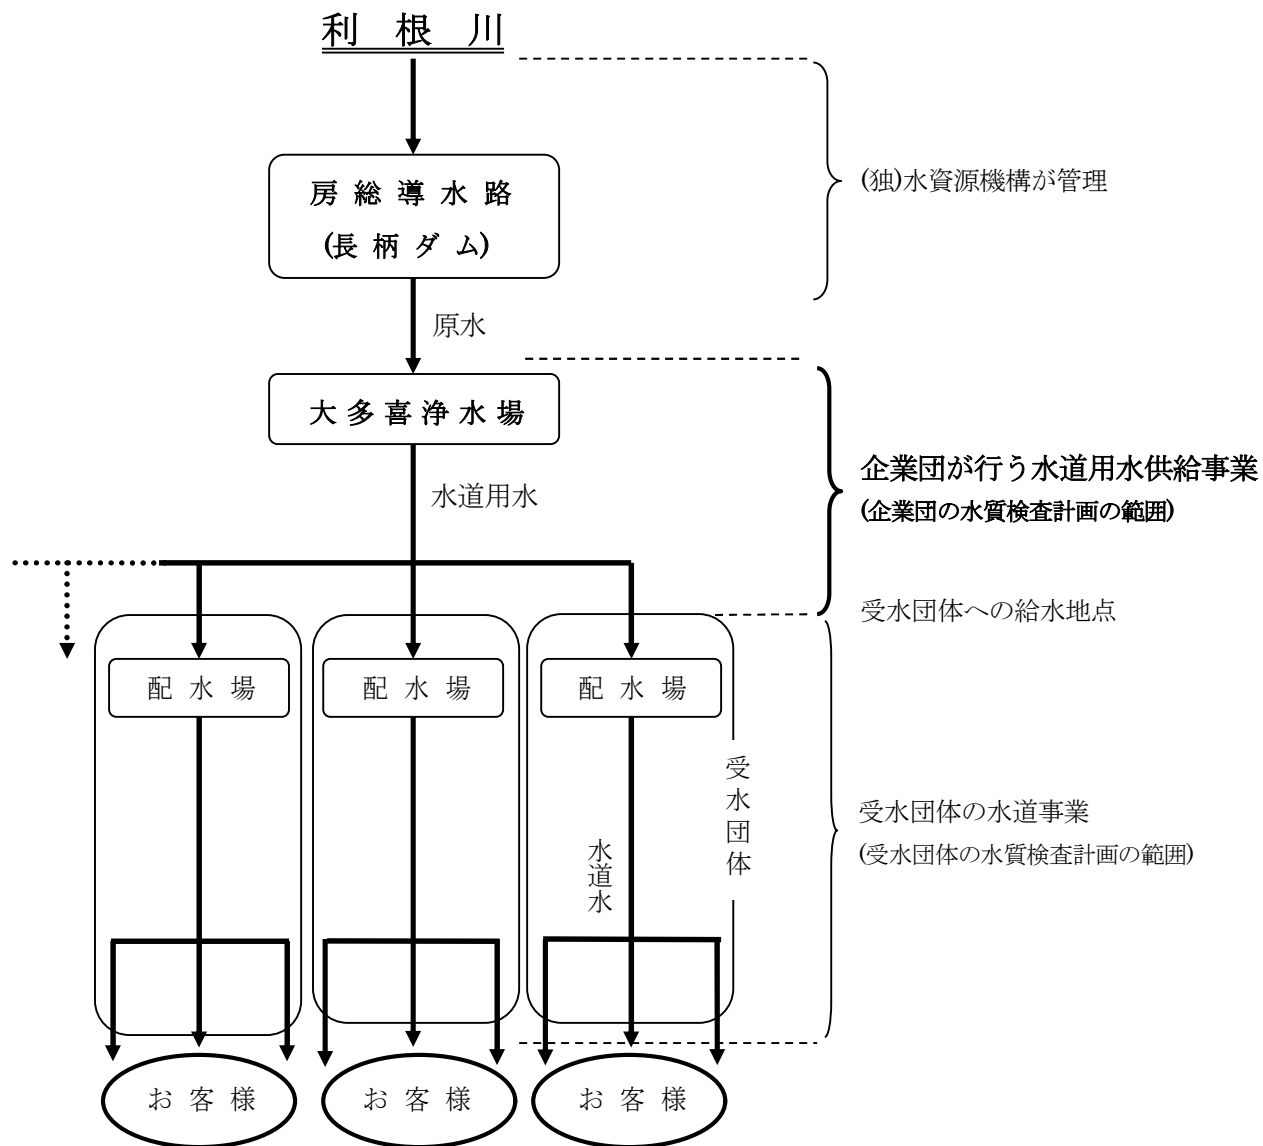 利根川
房総導水路
(長柄ダム)
(独)水資源機構が管理
原水
大多喜浄水場
企業団が行う水道用水供給事業
(企業団の水質検査計画の範囲)
水道用水
受水団体への給水地点
配水場
配水場
配水場
受水団体
水道水
受水団体の水道事業
(受水団体の水質検査計画の範囲)
お客様
お客様
お客様